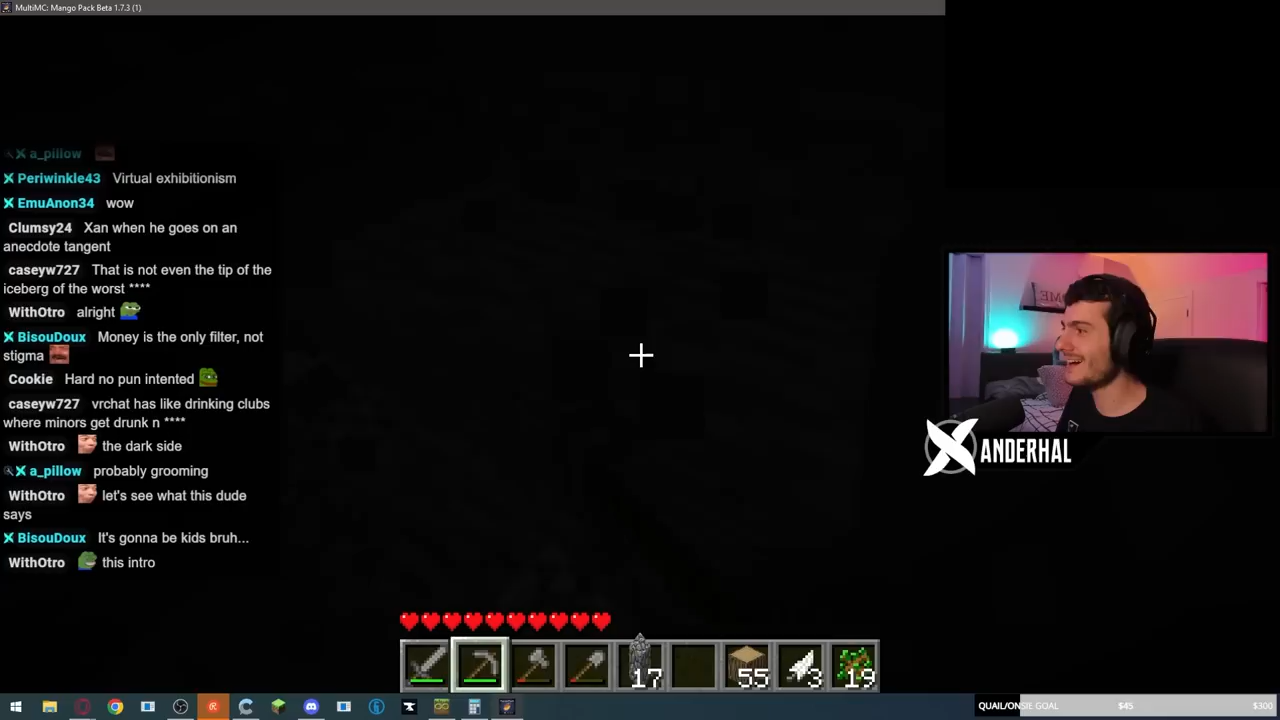 MultiMC: Mango Pack Beta 1.7.3 (1)
a_pillow
Periwinkle43 Virtual exhibitionism
EmuAnon34 wow
Clumsy24 Xan when he goes on an
anecdote tangent
caseyw727 That is not even the tip of the
iceberg of the worst ****
WithOtro alright
BisouDoux Money is the only filter, not
stigma
Cookie Hard no pun intented
caseyw727 vrchat has like drinking clubs
where minors get drunk n ****
WithOtro the dark side
a_pillow probably grooming
WithOtro let's see what this dude
says
BisouDoux It's gonna be kids bruh...
WithOtro this intro
XANDERHAL
17 55 3 19
QUAIL/ONSIE GOAL $45 $300